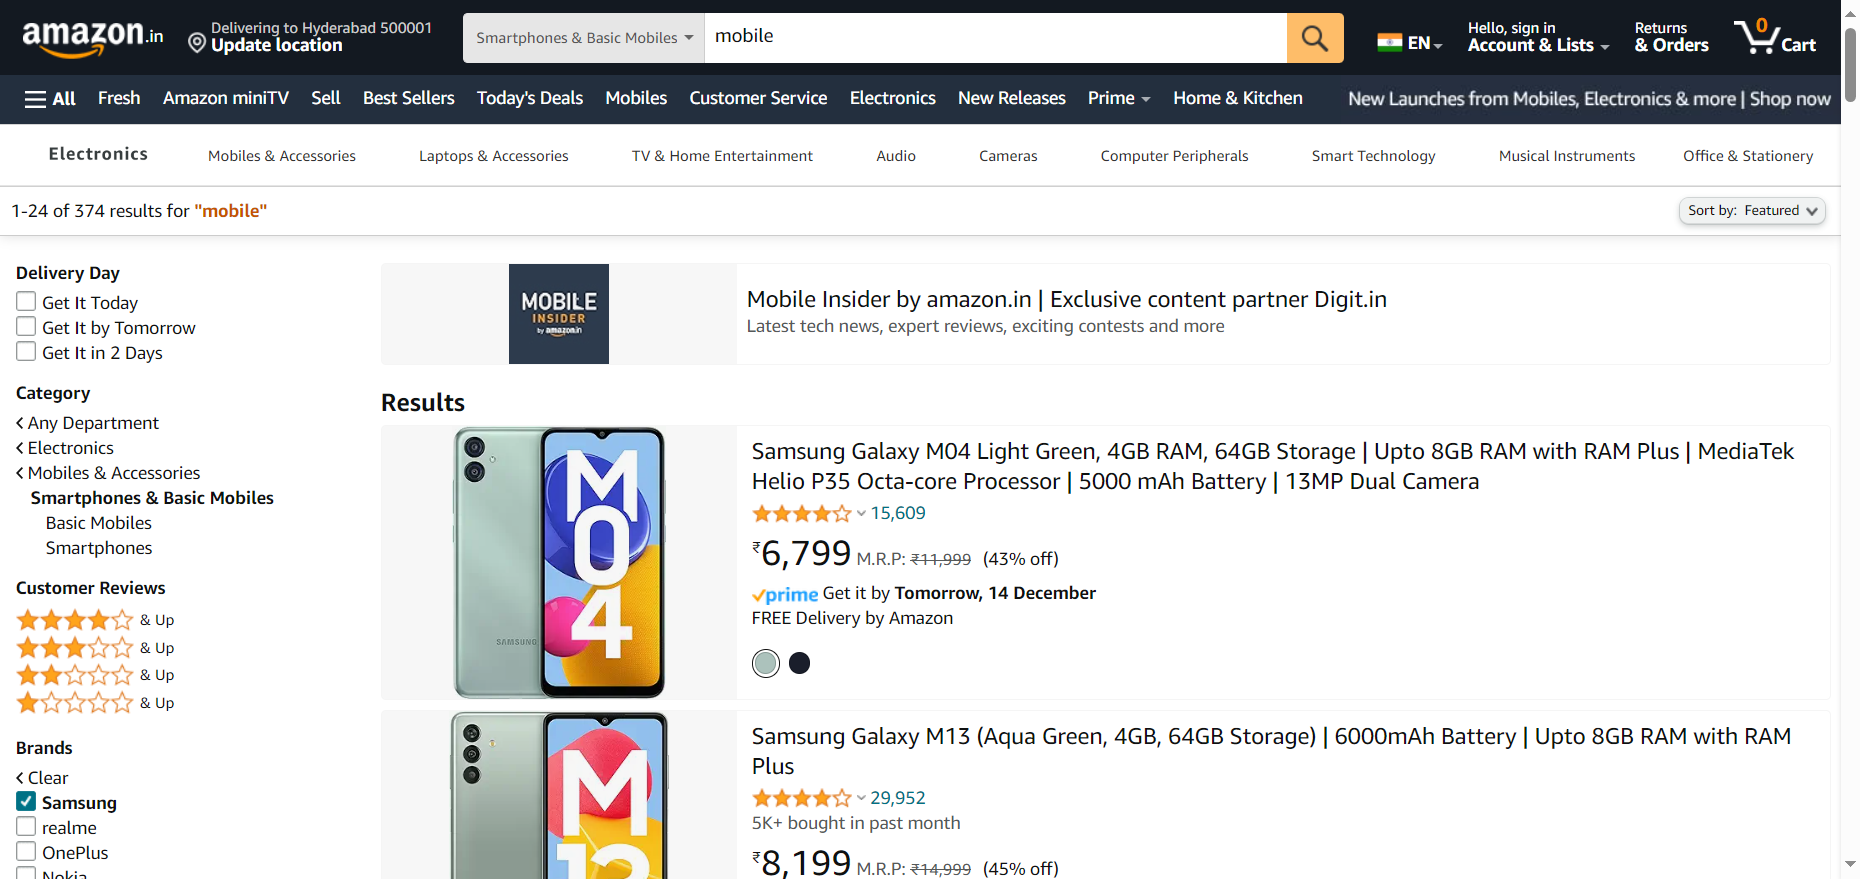 amazon.in
Delivering to Hyderabad 500001
Update location
Smartphones & Basic Mobiles
mobile
EN
Hello, sign in
Account & Lists
Returns
& Orders
0
Cart
All
Fresh
Amazon miniTV
Sell
Best Sellers
Today's Deals
Mobiles
Customer Service
Electronics
New Releases
Prime
Home & Kitchen
New Launches from Mobiles, Electronics & more | Shop now
Electronics
Mobiles & Accessories
Laptops & Accessories
TV & Home Entertainment
Audio
Cameras
Computer Peripherals
Smart Technology
Musical Instruments
Office & Stationery
1-24 of 374 results for "mobile"
Sort by: Featured
Delivery Day
Get It Today
Get It by Tomorrow
Get It in 2 Days
Category
Any Department
Electronics
Mobiles & Accessories
Smartphones & Basic Mobiles
Basic Mobiles
Smartphones
Customer Reviews
& Up
& Up
& Up
& Up
Brands
Clear
Samsung
realme
OnePlus
Nokia
MOBILE
INSIDER
by amazon.in
Mobile Insider by amazon.in | Exclusive content partner Digit.in
Latest tech news, expert reviews, exciting contests and more
Results
M
04
SAMSUNG
Samsung Galaxy M04 Light Green, 4GB RAM, 64GB Storage | Upto 8GB RAM with RAM Plus | MediaTek
Helio P35 Octa-core Processor | 5000 mAh Battery | 13MP Dual Camera
15,609
₹6,799 M.R.P: ₹11,999 (43% off)
prime Get it by Tomorrow, 14 December
FREE Delivery by Amazon
M
13
Samsung Galaxy M13 (Aqua Green, 4GB, 64GB Storage) | 6000mAh Battery | Upto 8GB RAM with RAM
Plus
29,952
5K+ bought in past month
₹8,199 M.R.P: ₹14,999 (45% off)